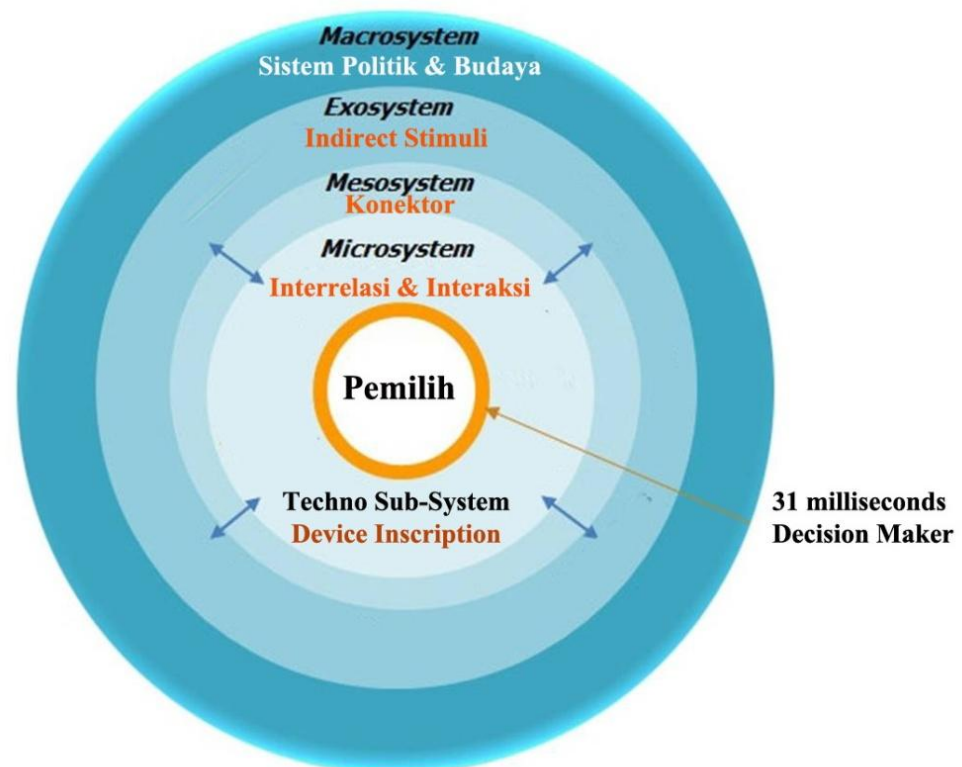 Macrosystem
Sistem Politik & Budaya
Exosystem
Indirect Stimuli
Mesosystem
Konektor
Microsystem
Interrelasi & Interaksi
Pemilih
Techno Sub-System
Device Inscription
31 milliseconds
Decision Maker